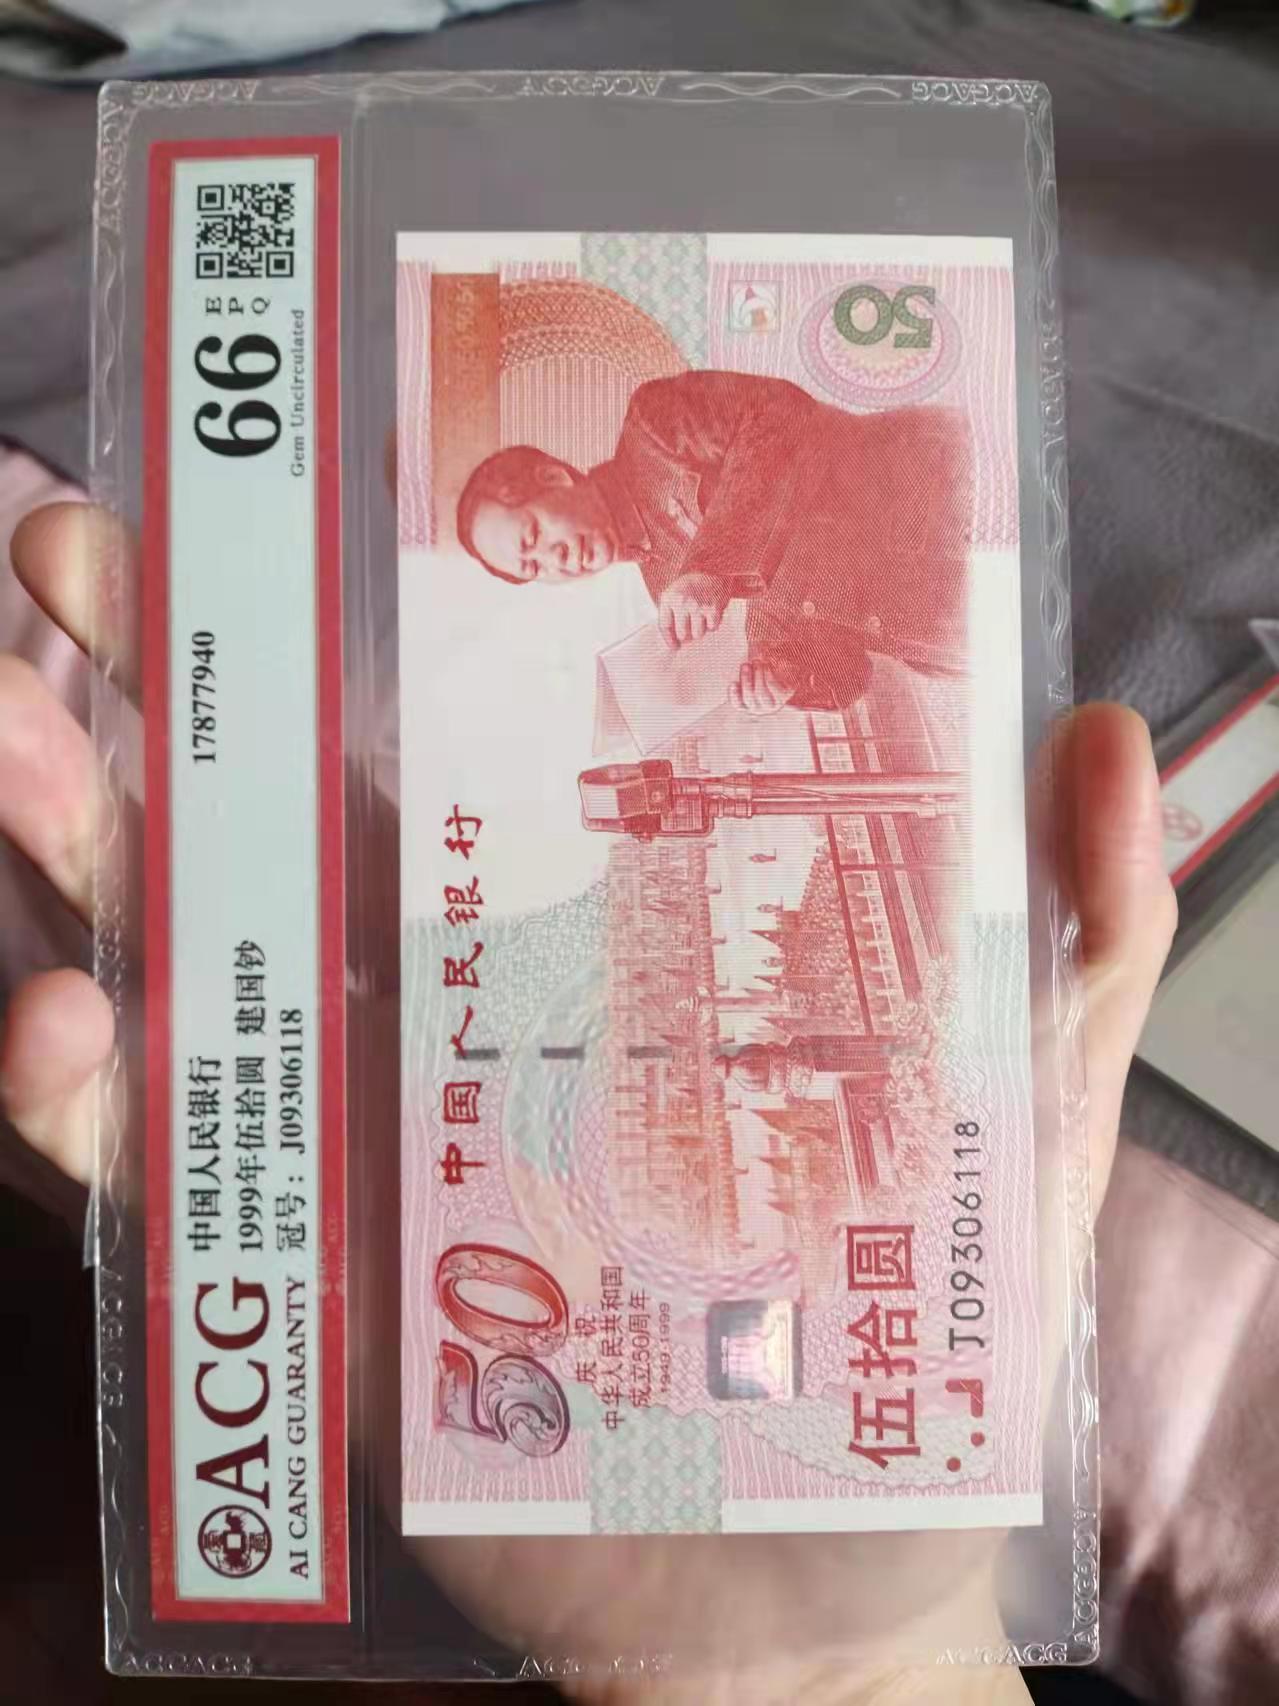 ACG
AI CANG GUARANTY
中国人民银行
1999年伍拾圆 建国钞
冠号：J09306118
17877940
66
EPQ
Gem Uncirculated
中国人民银行
50
庆祝
中华人民共和国
成立50周年
1949-1999
伍拾圆
J09306118
50